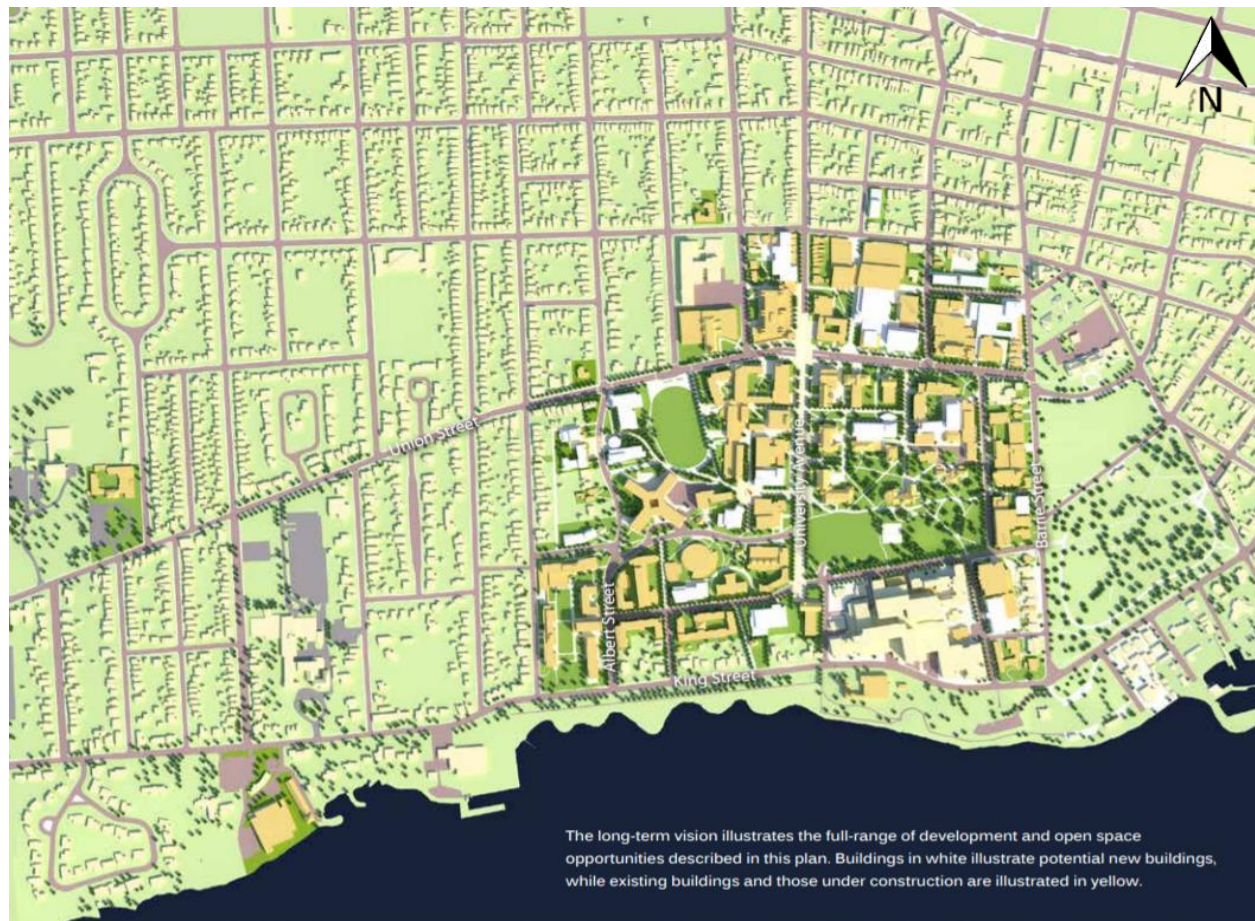 N
Union Street
University Avenue
Barrie Street
Albert Street
King Street
The long-term vision illustrates the full-range of development and open space
opportunities described in this plan. Buildings in white illustrate potential new buildings,
while existing buildings and those under construction are illustrated in yellow.